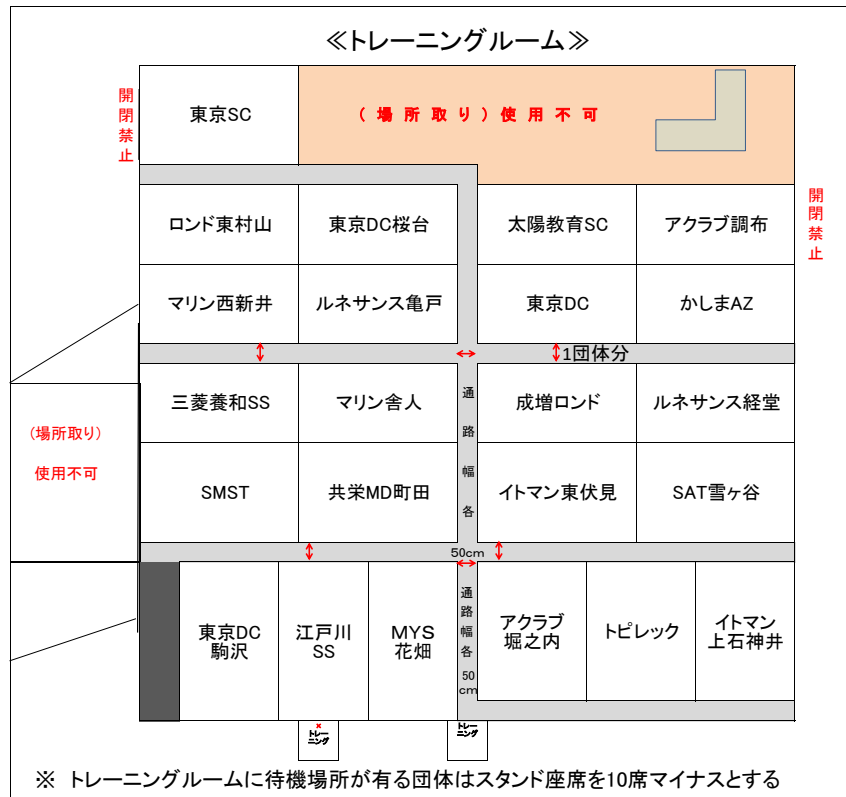 ≪トレーニングルーム≫
開閉禁止
東京SC
(場所取り)使用不可
開閉禁止
ロンド東村山
東京DC桜台
太陽教育SC
アクラブ調布
マリン西新井
ルネサンス亀戸
東京DC
かしまAZ
1団体分
三菱養和SS
マリン舎人
通路幅各
成増ロンド
ルネサンス経堂
(場所取り)
使用不可
SMST
共栄MD町田
イトマン東伏見
SAT雪ヶ谷
50cm
東京DC
駒沢
江戸川
SS
MYS
花畑
通路幅各
50
cm
アクラブ
堀之内
トピレック
イトマン
上石神井
×
トレー
ニング
トレー
ニング
※ トレーニングルームに待機場所が有る団体はスタンド座席を10席マイナスとする